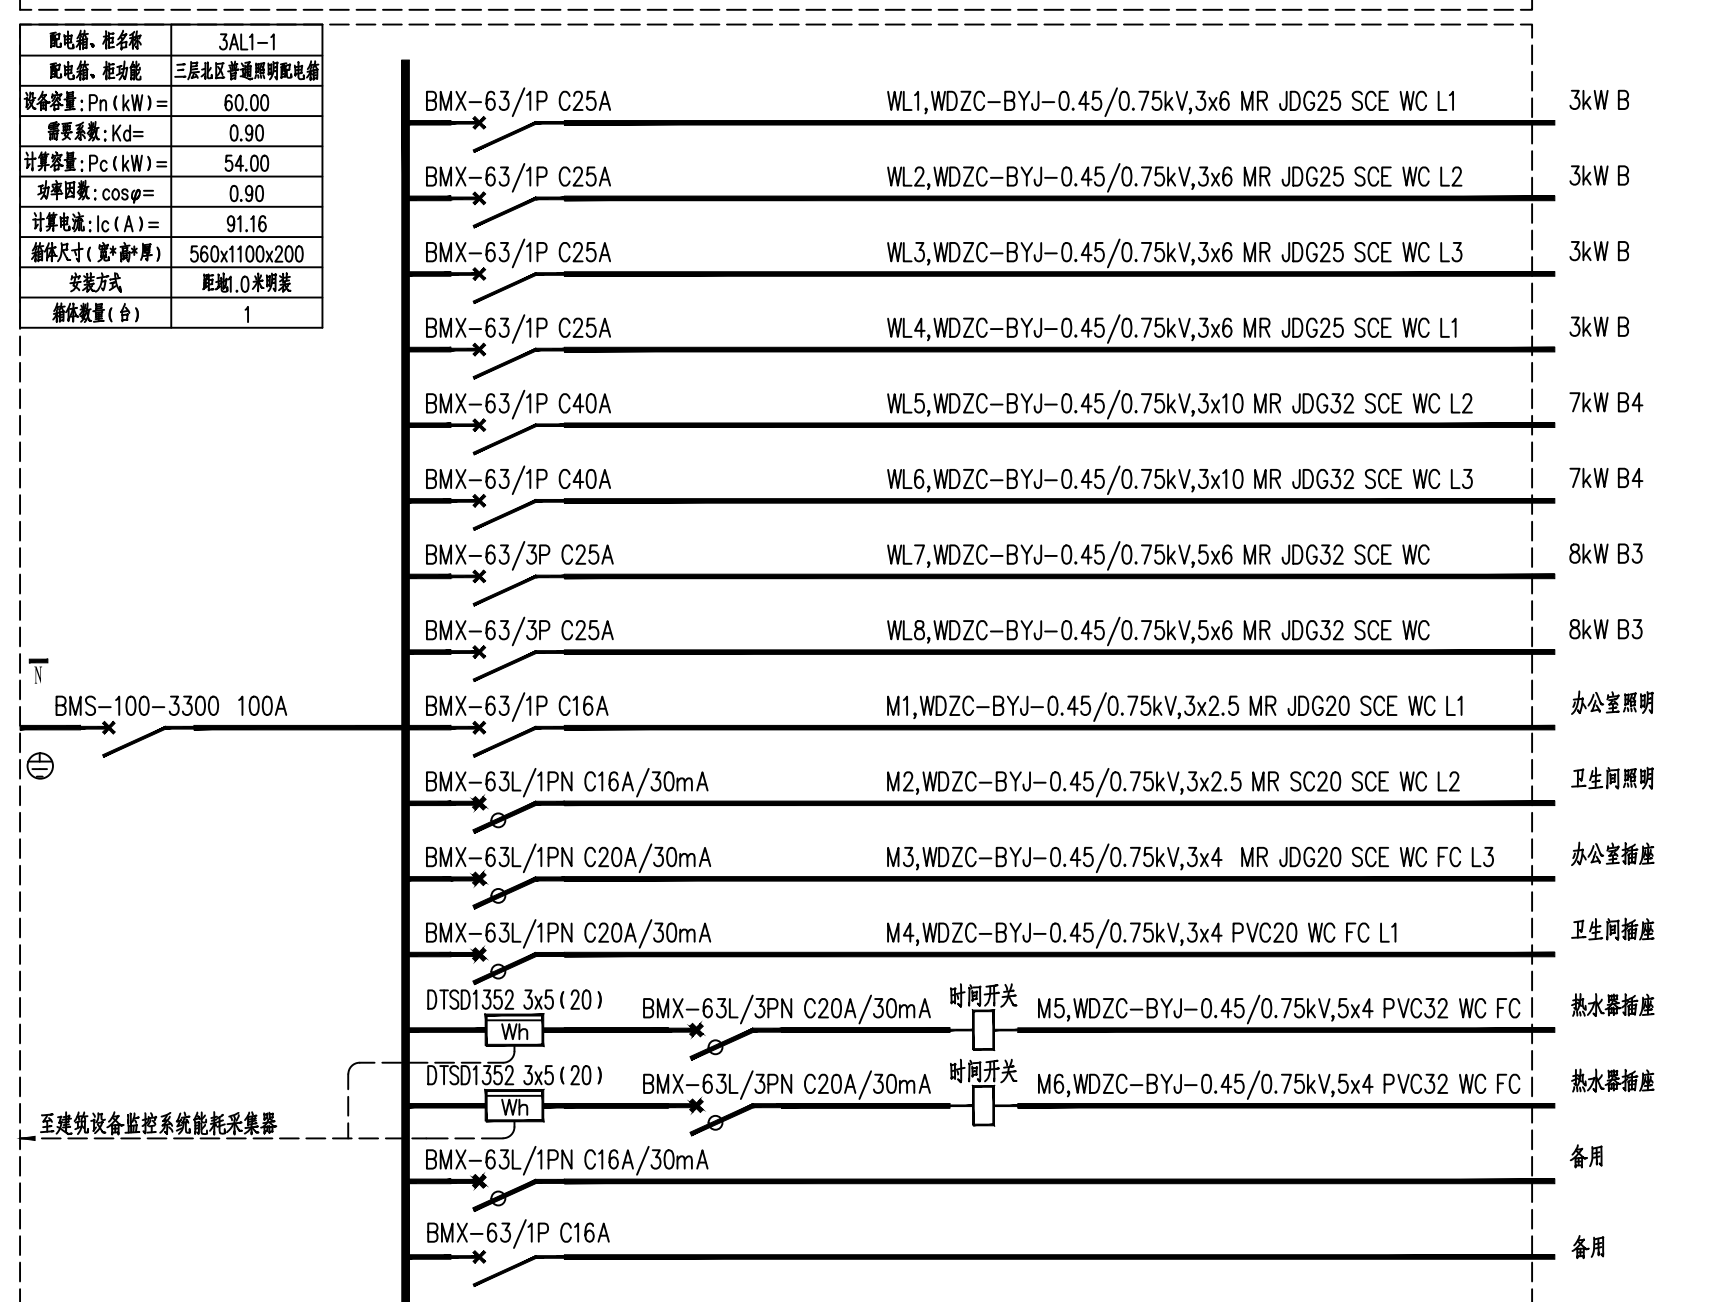 配电箱、柜名称 3AL1-1
配电箱、柜功能 三层北区普通照明配电箱
设备容量:Pn(kW)= 60.00
需要系数:Kd= 0.90
计算容量:Pc(kW)= 54.00
功率因数:cosφ= 0.90
计算电流:Ic(A)= 91.16
箱体尺寸(宽*高*厚) 560x1100x200
安装方式 距地1.0米明装
箱体数量(台) 1
BMX-63/1P C25A WL1,WDZC-BYJ-0.45/0.75kV,3x6 MR JDG25 SCE WC L1 3kW B
BMX-63/1P C25A WL2,WDZC-BYJ-0.45/0.75kV,3x6 MR JDG25 SCE WC L2 3kW B
BMX-63/1P C25A WL3,WDZC-BYJ-0.45/0.75kV,3x6 MR JDG25 SCE WC L3 3kW B
BMX-63/1P C25A WL4,WDZC-BYJ-0.45/0.75kV,3x6 MR JDG25 SCE WC L1 3kW B
BMX-63/1P C40A WL5,WDZC-BYJ-0.45/0.75kV,3x10 MR JDG32 SCE WC L2 7kW B4
BMX-63/1P C40A WL6,WDZC-BYJ-0.45/0.75kV,3x10 MR JDG32 SCE WC L3 7kW B4
BMX-63/3P C25A WL7,WDZC-BYJ-0.45/0.75kV,5x6 MR JDG32 SCE WC 8kW B3
BMX-63/3P C25A WL8,WDZC-BYJ-0.45/0.75kV,5x6 MR JDG32 SCE WC 8kW B3
N
BMS-100-3300 100A
BMX-63/1P C16A M1,WDZC-BYJ-0.45/0.75kV,3x2.5 MR JDG20 SCE WC L1 办公室照明
BMX-63L/1PN C16A/30mA M2,WDZC-BYJ-0.45/0.75kV,3x2.5 MR SC20 SCE WC L2 卫生间照明
BMX-63L/1PN C20A/30mA M3,WDZC-BYJ-0.45/0.75kV,3x4 MR JDG20 SCE WC FC L3 办公室插座
BMX-63L/1PN C20A/30mA M4,WDZC-BYJ-0.45/0.75kV,3x4 PVC20 WC FC L1 卫生间插座
DTSD1352 3x5(20) BMX-63L/3PN C20A/30mA 时间开关 M5,WDZC-BYJ-0.45/0.75kV,5x4 PVC32 WC FC 热水器插座
Wh
DTSD1352 3x5(20) BMX-63L/3PN C20A/30mA 时间开关 M6,WDZC-BYJ-0.45/0.75kV,5x4 PVC32 WC FC 热水器插座
Wh
至建筑设备监控系统能耗采集器
BMX-63L/1PN C16A/30mA 备用
BMX-63/1P C16A 备用